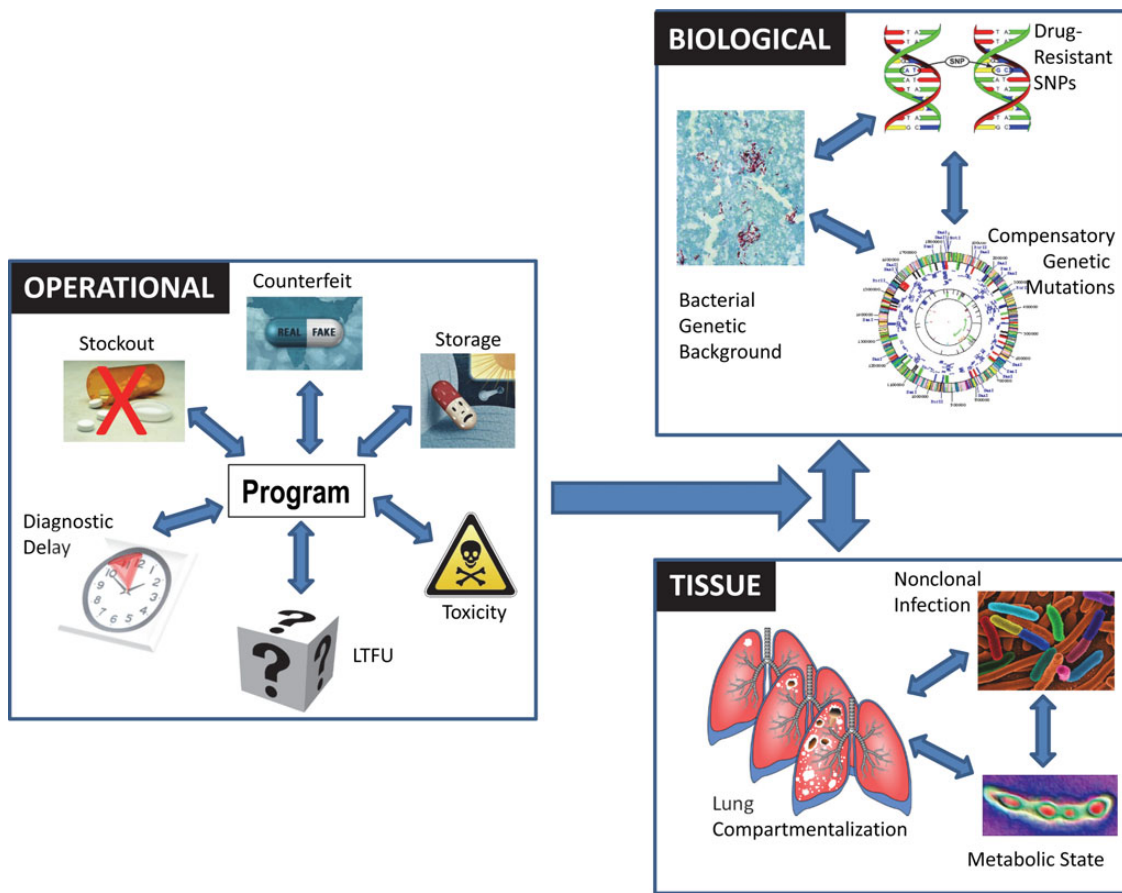 OPERATIONAL
Counterfeit
REAL FAKE
Stockout
X
Storage
Program
Diagnostic
Delay
Toxicity
LTFU
? ? ?
BIOLOGICAL
Drug-
Resistant
SNPs
SNP
Compensatory
Genetic
Mutations
Bacterial
Genetic
Background
TISSUE
Nonclonal
Infection
Lung
Compartmentalization
Metabolic State